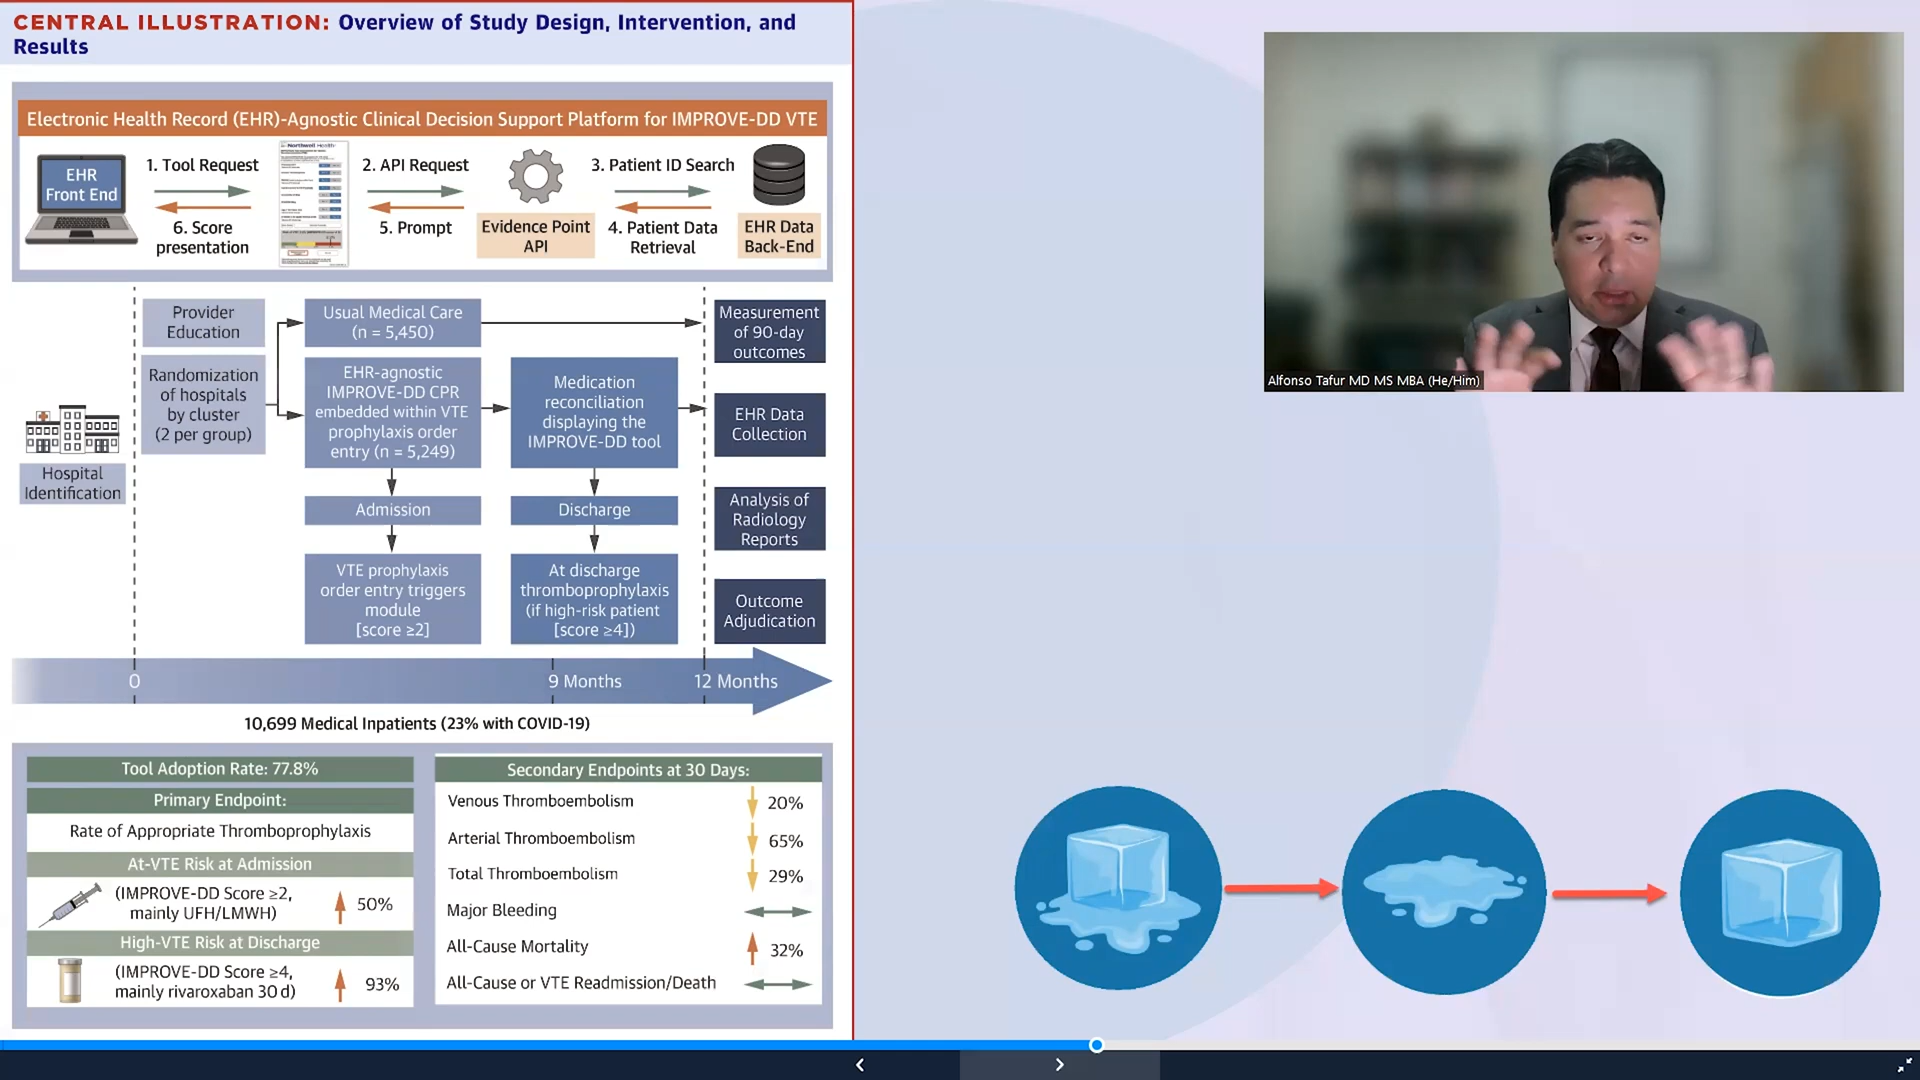 CENTRAL ILLUSTRATION: Overview of Study Design, Intervention, and
Results
Electronic Health Record (EHR)-Agnostic Clinical Decision Support Platform for IMPROVE-DD VTE
EHR
Front End
1. Tool Request
6. Score
presentation
Northwell Health
2. API Request
5. Prompt
Evidence Point
API
3. Patient ID Search
4. Patient Data
Retrieval
EHR Data
Back-End
Hospital
Identification
Provider
Education
Randomization
of hospitals
by cluster
(2 per group)
Usual Medical Care
(n = 5,450)
EHR-agnostic
IMPROVE-DD CPR
embedded within VTE
prophylaxis order
entry (n = 5,249)
Admission
VTE prophylaxis
order entry triggers
module
[score ≥2]
Medication
reconciliation
displaying the
IMPROVE-DD tool
Discharge
At discharge
thromboprophylaxis
(if high-risk patient
[score ≥4])
Measurement
of 90-day
outcomes
EHR Data
Collection
Analysis of
Radiology
Reports
Outcome
Adjudication
0
9 Months
12 Months
10,699 Medical Inpatients (23% with COVID-19)
Tool Adoption Rate: 77.8%
Primary Endpoint:
Rate of Appropriate Thromboprophylaxis
At-VTE Risk at Admission
(IMPROVE-DD Score ≥2,
mainly UFH/LMWH)
50%
High-VTE Risk at Discharge
(IMPROVE-DD Score ≥4,
mainly rivaroxaban 30 d)
93%
Secondary Endpoints at 30 Days:
Venous Thromboembolism 20%
Arterial Thromboembolism 65%
Total Thromboembolism 29%
Major Bleeding
All-Cause Mortality 32%
All-Cause or VTE Readmission/Death
Alfonso Tafur MD MS MBA (He/Him)